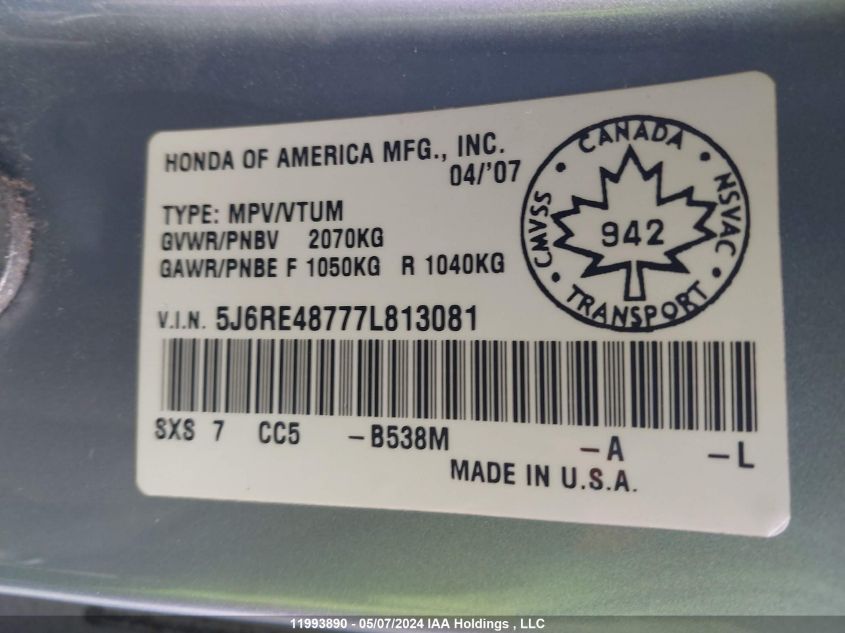 HONDA OF AMERICA MFG., INC.
04/'07
TYPE: MPV/VTUM
GVWR/PNBV 2070KG
GAWR/PNBE F 1050KG R 1040KG
V.I.N. 5J6RE48777L813081
SXS 7 CC5 -B538M -A -L
MADE IN U.S.A.
CANADA
CMVSS
NSVAC
942
TRANSPORT
11993890 - 05/07/2024 IAA Holdings , LLC